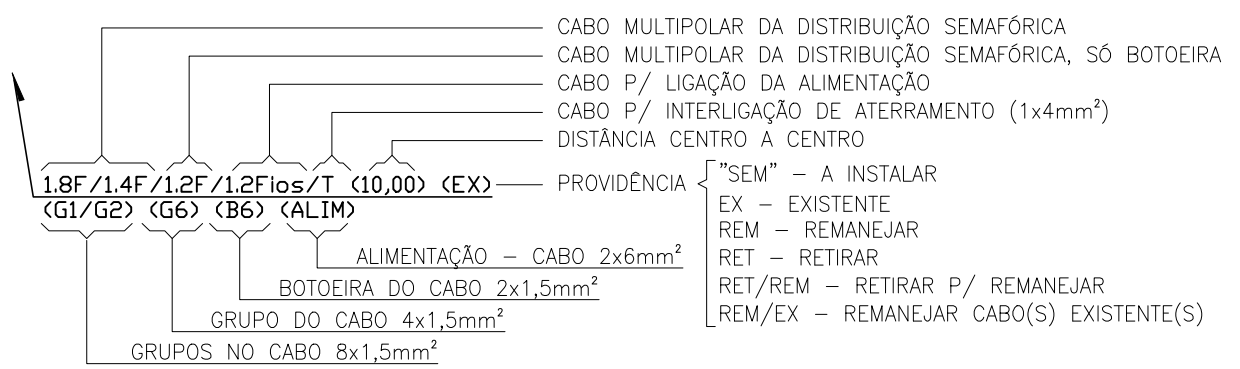 CABO MULTIPOLAR DA DISTRIBUIÇÃO SEMAFÓRICA
CABO MULTIPOLAR DA DISTRIBUIÇÃO SEMAFÓRICA, SÓ BOTOEIRA
CABO P/ LIGAÇÃO DA ALIMENTAÇÃO
CABO P/ INTERLIGAÇÃO DE ATERRAMENTO (1x4mm²)
DISTÂNCIA CENTRO A CENTRO
1.8F/1.4F/1.2F/1.2Fios/T (10,00) (EX)
PROVIDÊNCIA
"SEM" – A INSTALAR
EX – EXISTENTE
REM – REMANEJAR
RET – RETIRAR
RET/REM – RETIRAR P/ REMANEJAR
REM/EX – REMANEJAR CABO(S) EXISTENTE(S)
(G1/G2) (G6) (B6) (ALIM)
ALIMENTAÇÃO – CABO 2x6mm²
BOTOEIRA DO CABO 2x1,5mm²
GRUPO DO CABO 4x1,5mm²
GRUPOS NO CABO 8x1,5mm²